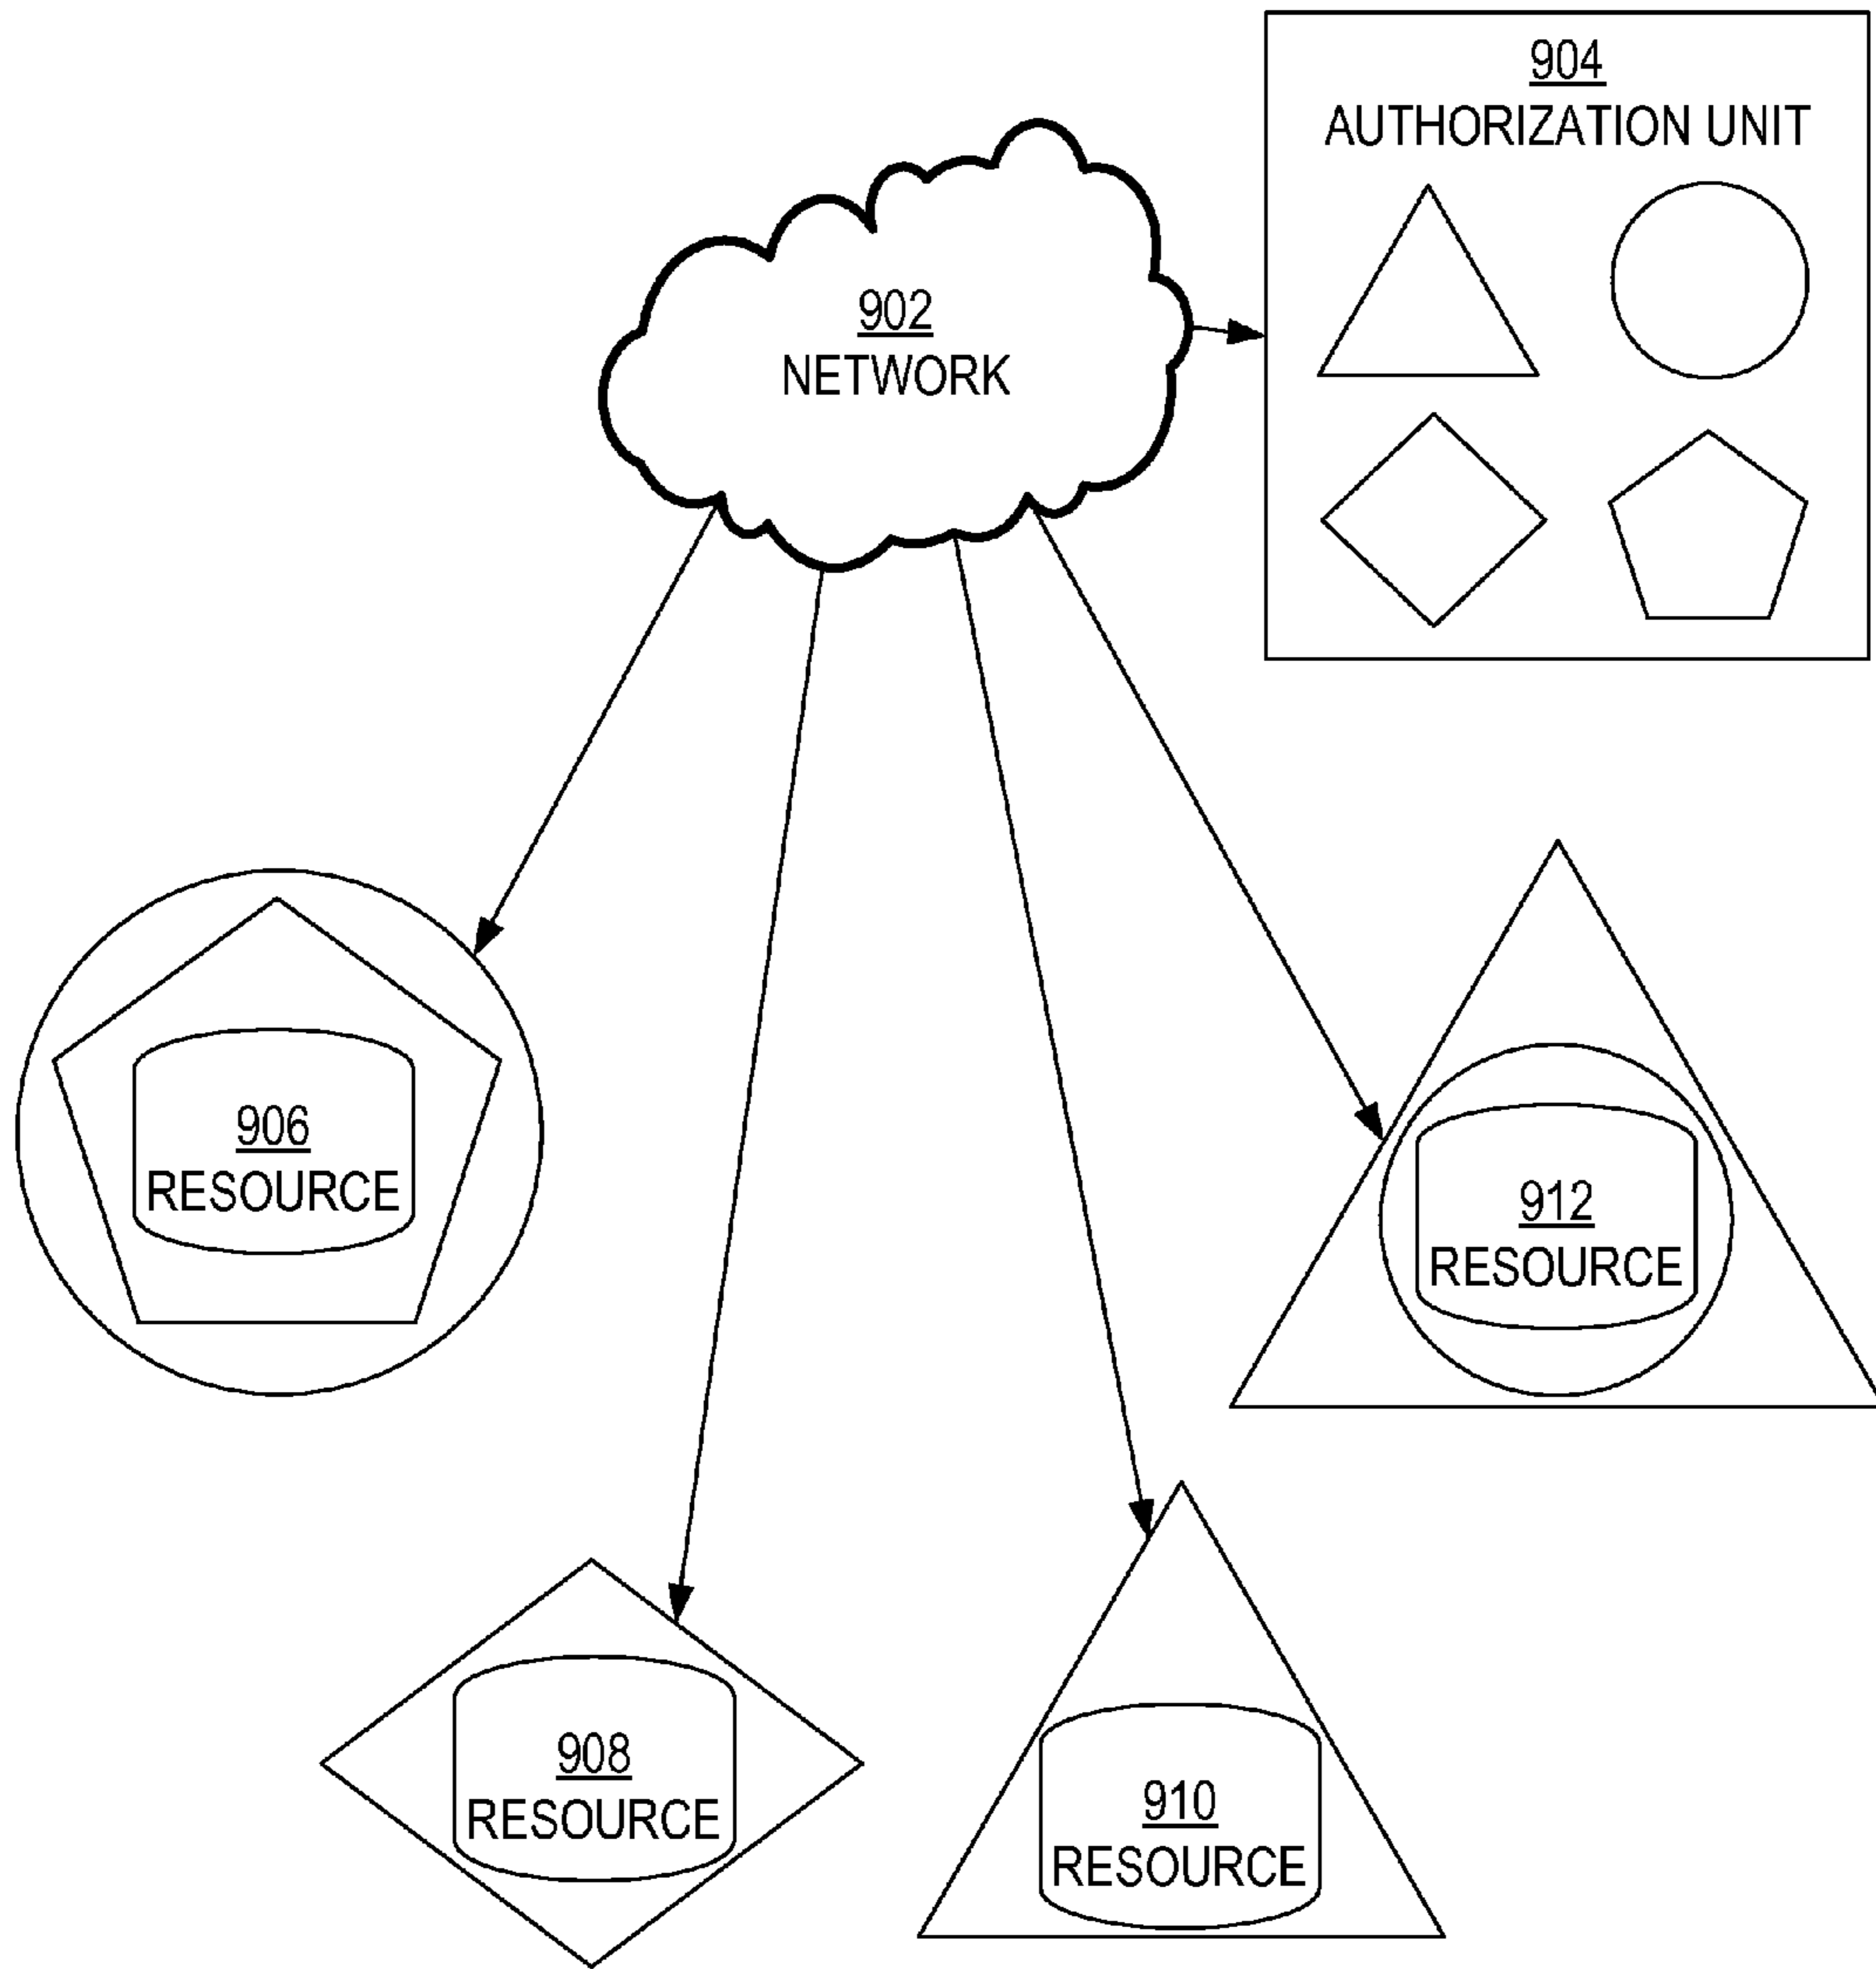 904
AUTHORIZATION UNIT
902
NETWORK
906
RESOURCE
912
RESOURCE
908
RESOURCE
910
RESOURCE